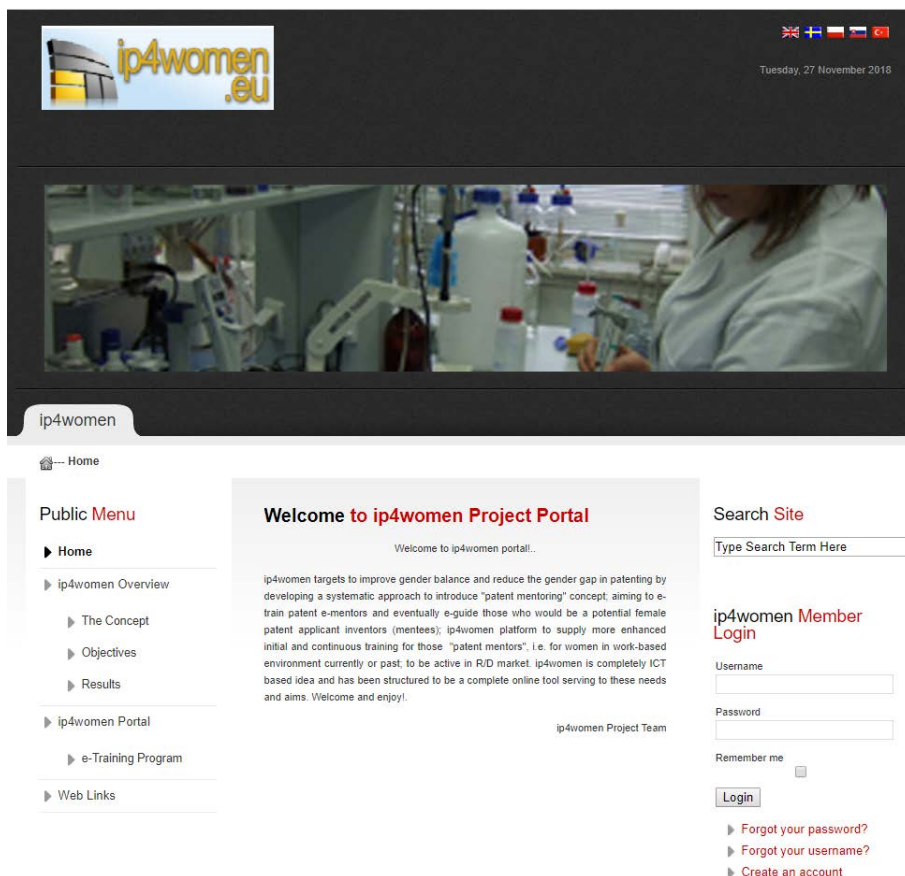 ip4women
.eu
Tuesday, 27 November 2018
ip4women
--- Home
Public Menu
Home
ip4women Overview
The Concept
Objectives
Results
ip4women Portal
e-Training Program
Web Links
Welcome to ip4women Project Portal
Welcome to ip4women portal!..
ip4women targets to improve gender balance and reduce the gender gap in patenting by
developing a systematic approach to introduce "patent mentoring" concept; aiming to e-
train patent e-mentors and eventually e-guide those who would be a potential female
patent applicant inventors (mentees); ip4women platform to supply more enhanced
initial and continuous training for those "patent mentors", i.e. for women in work-based
environment currently or past; to be active in R/D market. ip4women is completely ICT
based idea and has been structured to be a complete online tool serving to these needs
and aims. Welcome and enjoy!.
ip4women Project Team
Search Site
Type Search Term Here
ip4women Member
Login
Username
Password
Remember me
Login
Forgot your password?
Forgot your username?
Create an account